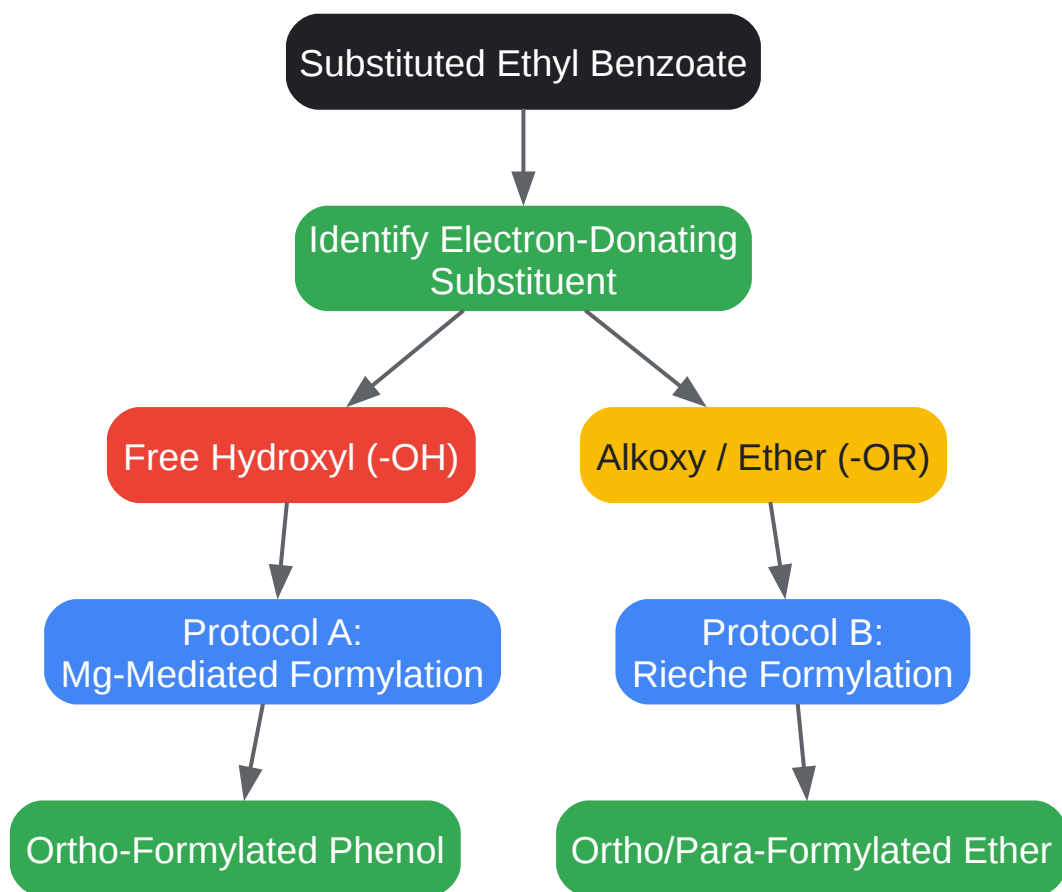 Substituted Ethyl Benzoate
Identify Electron-Donating
Substituent
Free Hydroxyl (-OH)
Alkoxy / Ether (-OR)
Protocol A:
Mg-Mediated Formylation
Protocol B:
Rieche Formylation
Ortho-Formylated Phenol
Ortho/Para-Formylated Ether